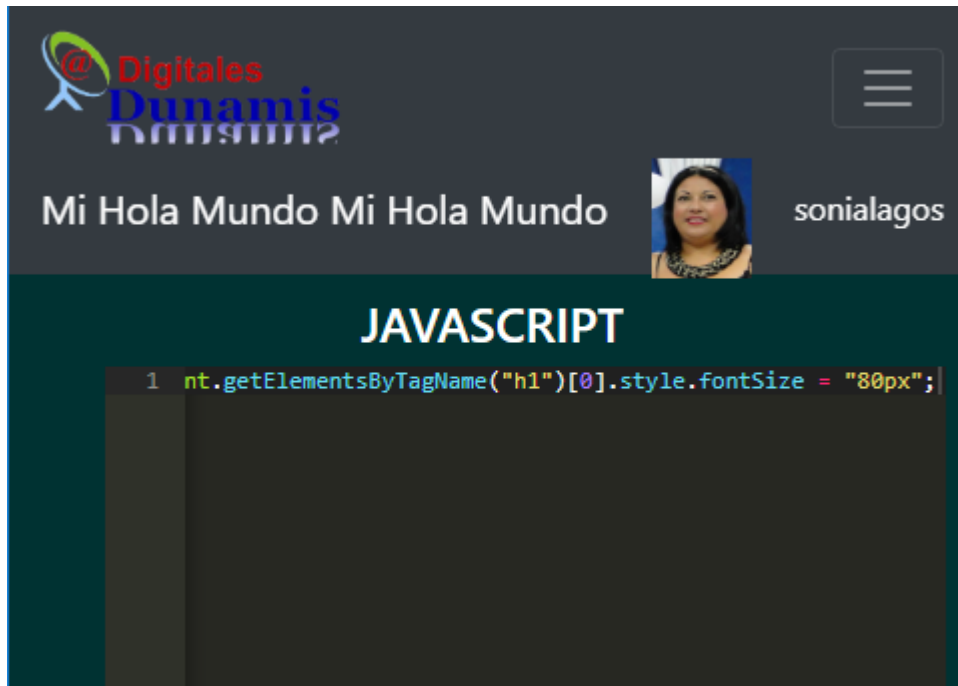 @ Digitales
Dunamis
Mi Hola Mundo Mi Hola Mundo
sonialagos
JAVASCRIPT
1 nt.getElementsByTagName("h1")[0].style.fontSize = "80px";